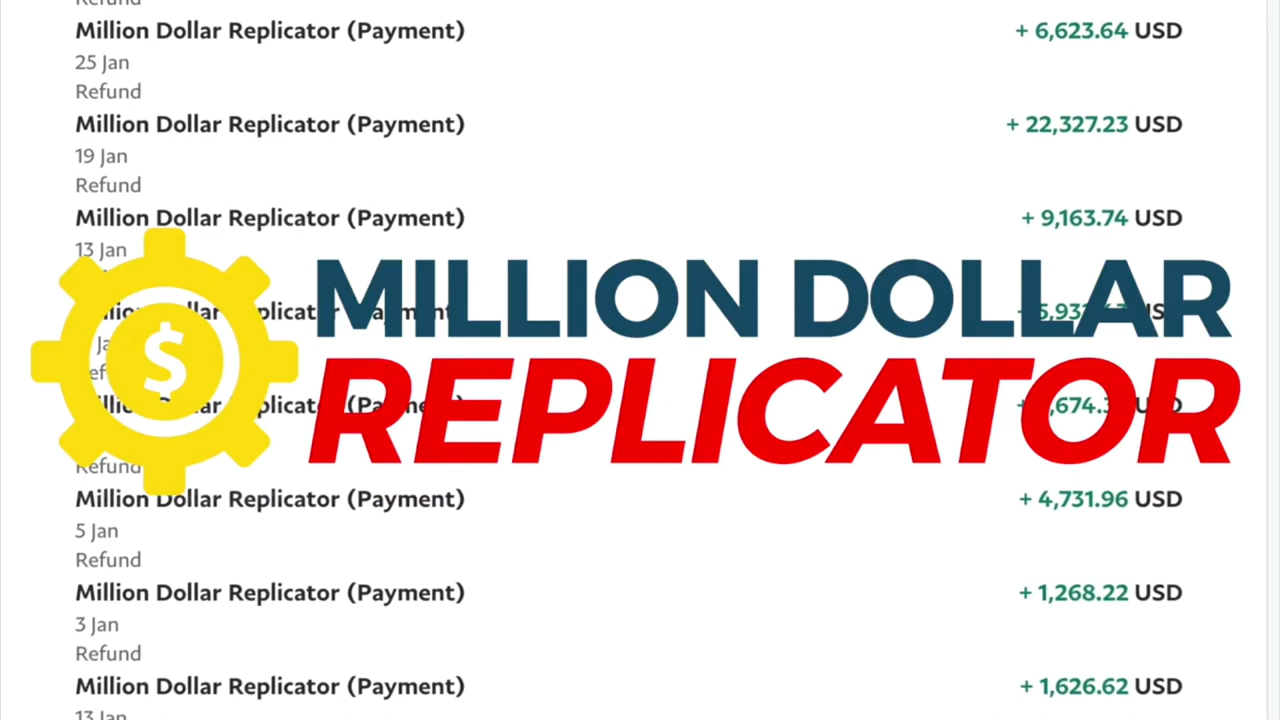 Refund
Million Dollar Replicator (Payment) + 6,623.64 USD
25 Jan
Refund
Million Dollar Replicator (Payment) + 22,327.23 USD
19 Jan
Refund
Million Dollar Replicator (Payment) + 9,163.74 USD
13 Jan
MILLION DOLLAR
REPLICATOR
$
Refund
Million Dollar Replicator (Payment) + 4,731.96 USD
5 Jan
Refund
Million Dollar Replicator (Payment) + 1,268.22 USD
3 Jan
Refund
Million Dollar Replicator (Payment) + 1,626.62 USD
13 Jan